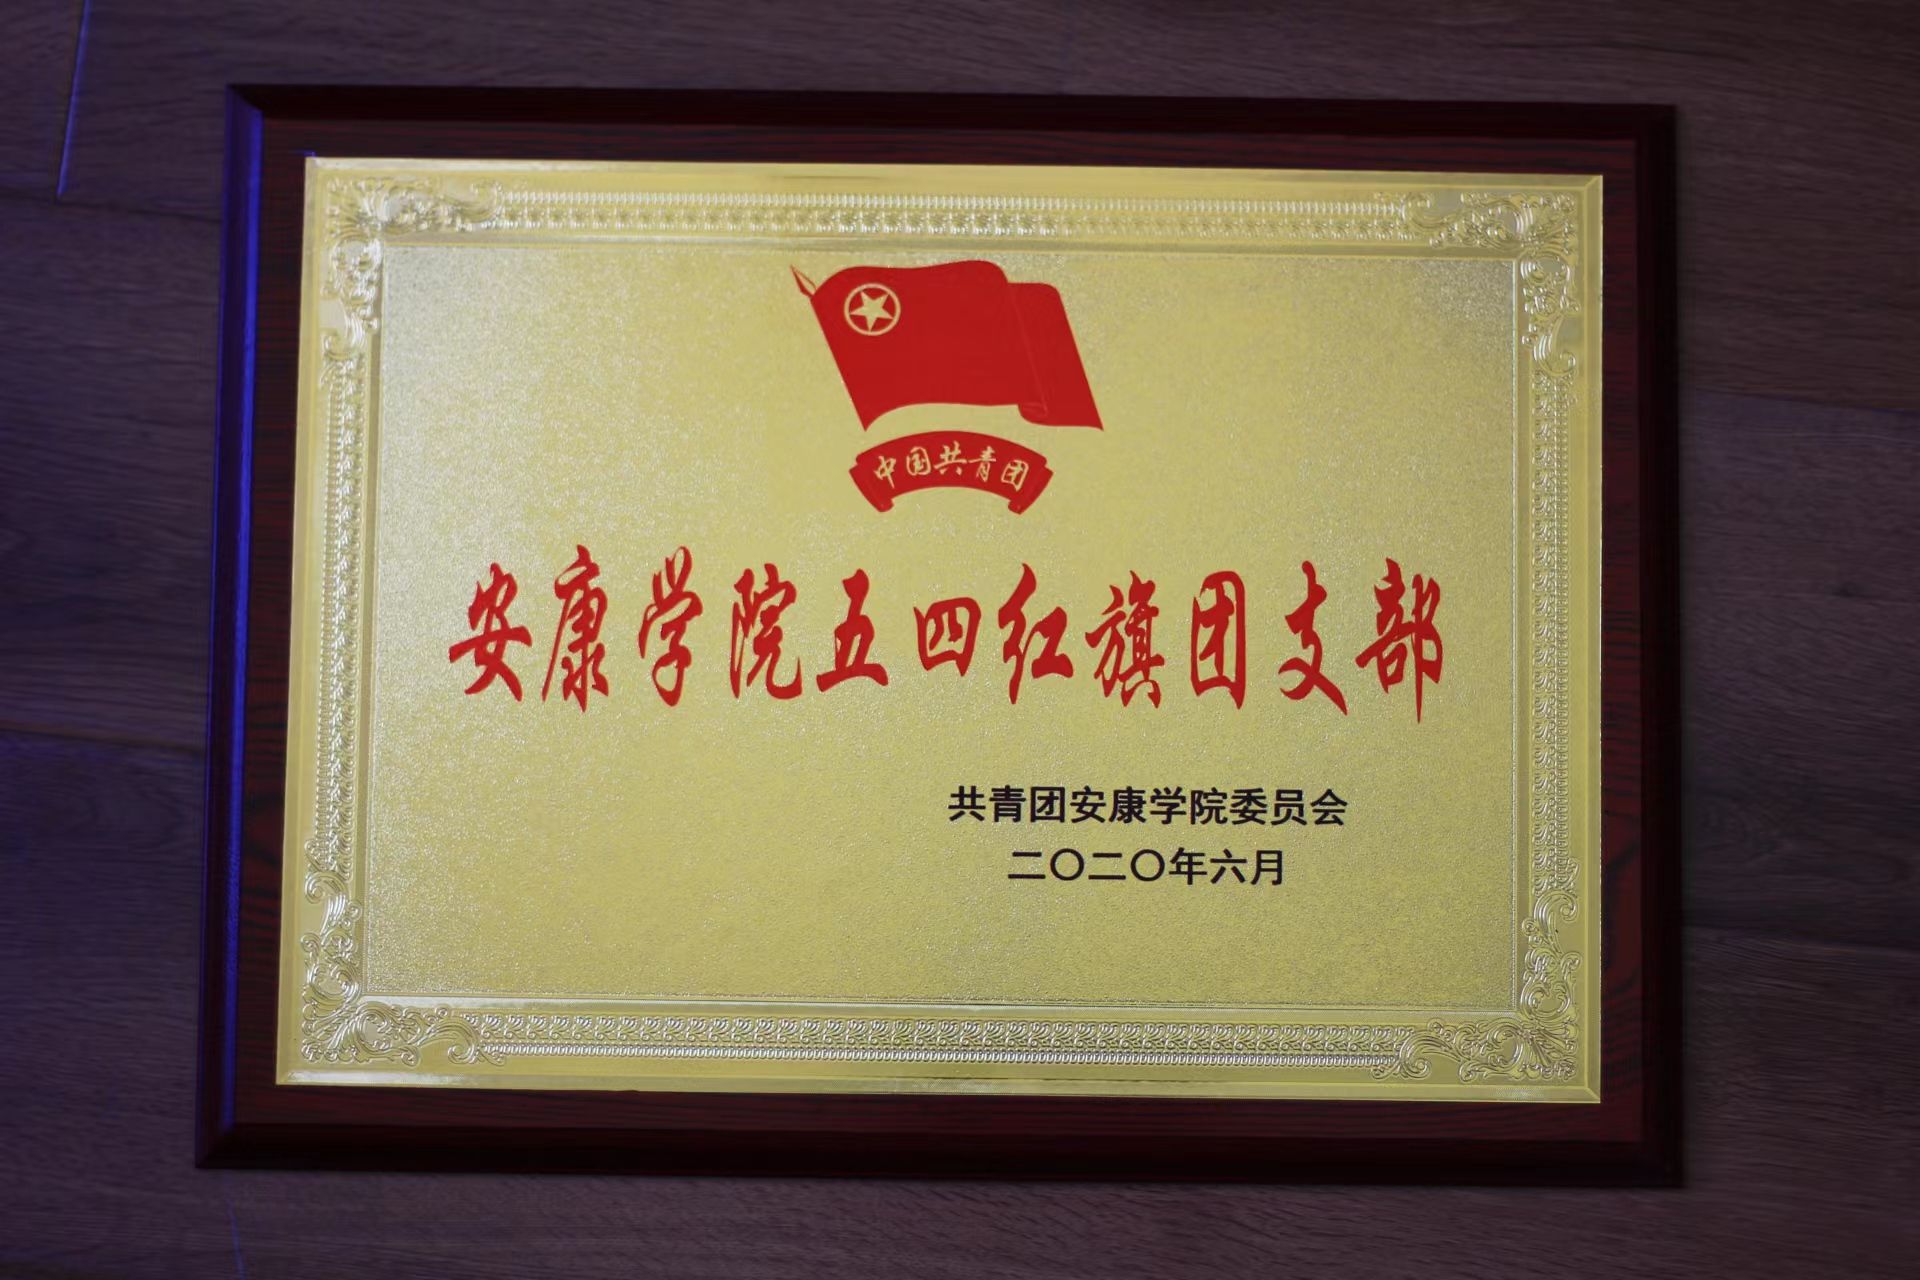 中国共青团
安康学院五四红旗团支部
共青团安康学院委员会
二〇二〇年六月